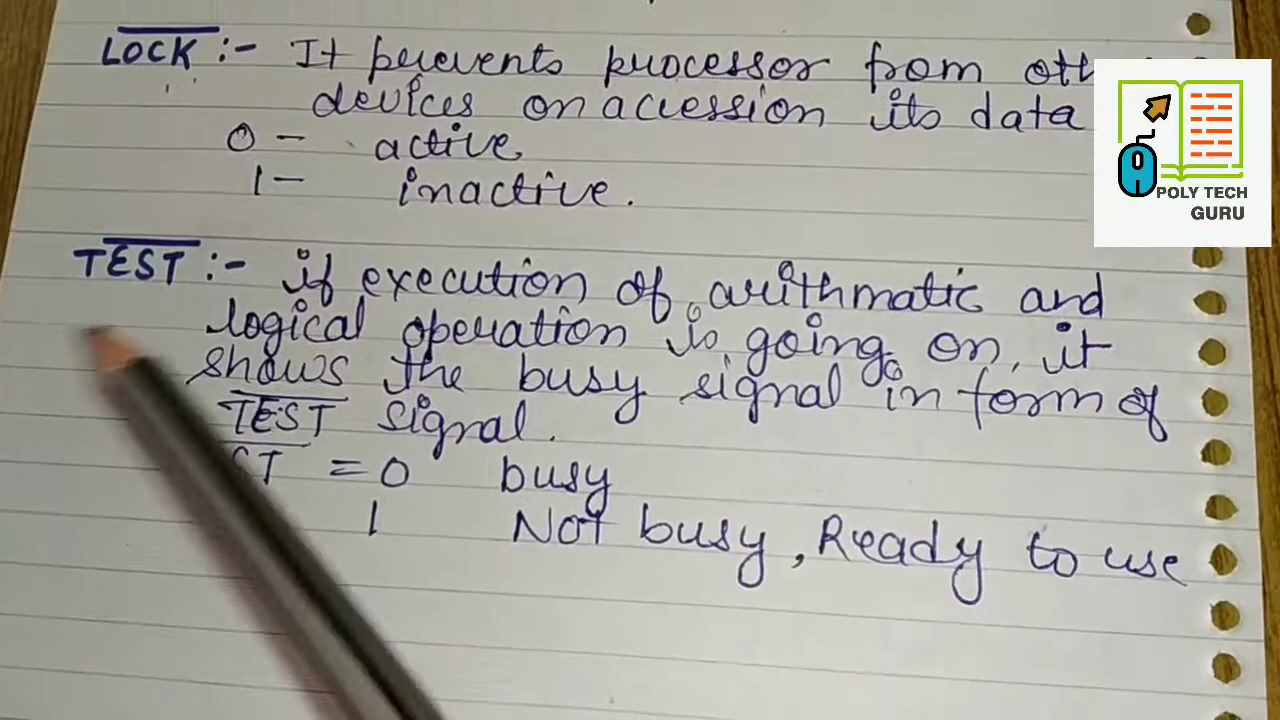 LOCK :- It prevents processor from
devices on accession its data
0 - active,
1 - inactive.
TEST :- if execution of arithmatic and
logical operation is going on, it
shows the busy signal in form of
TEST signal.
= 0 busy
1 Not busy, Ready to use
POLY TECH
GURU